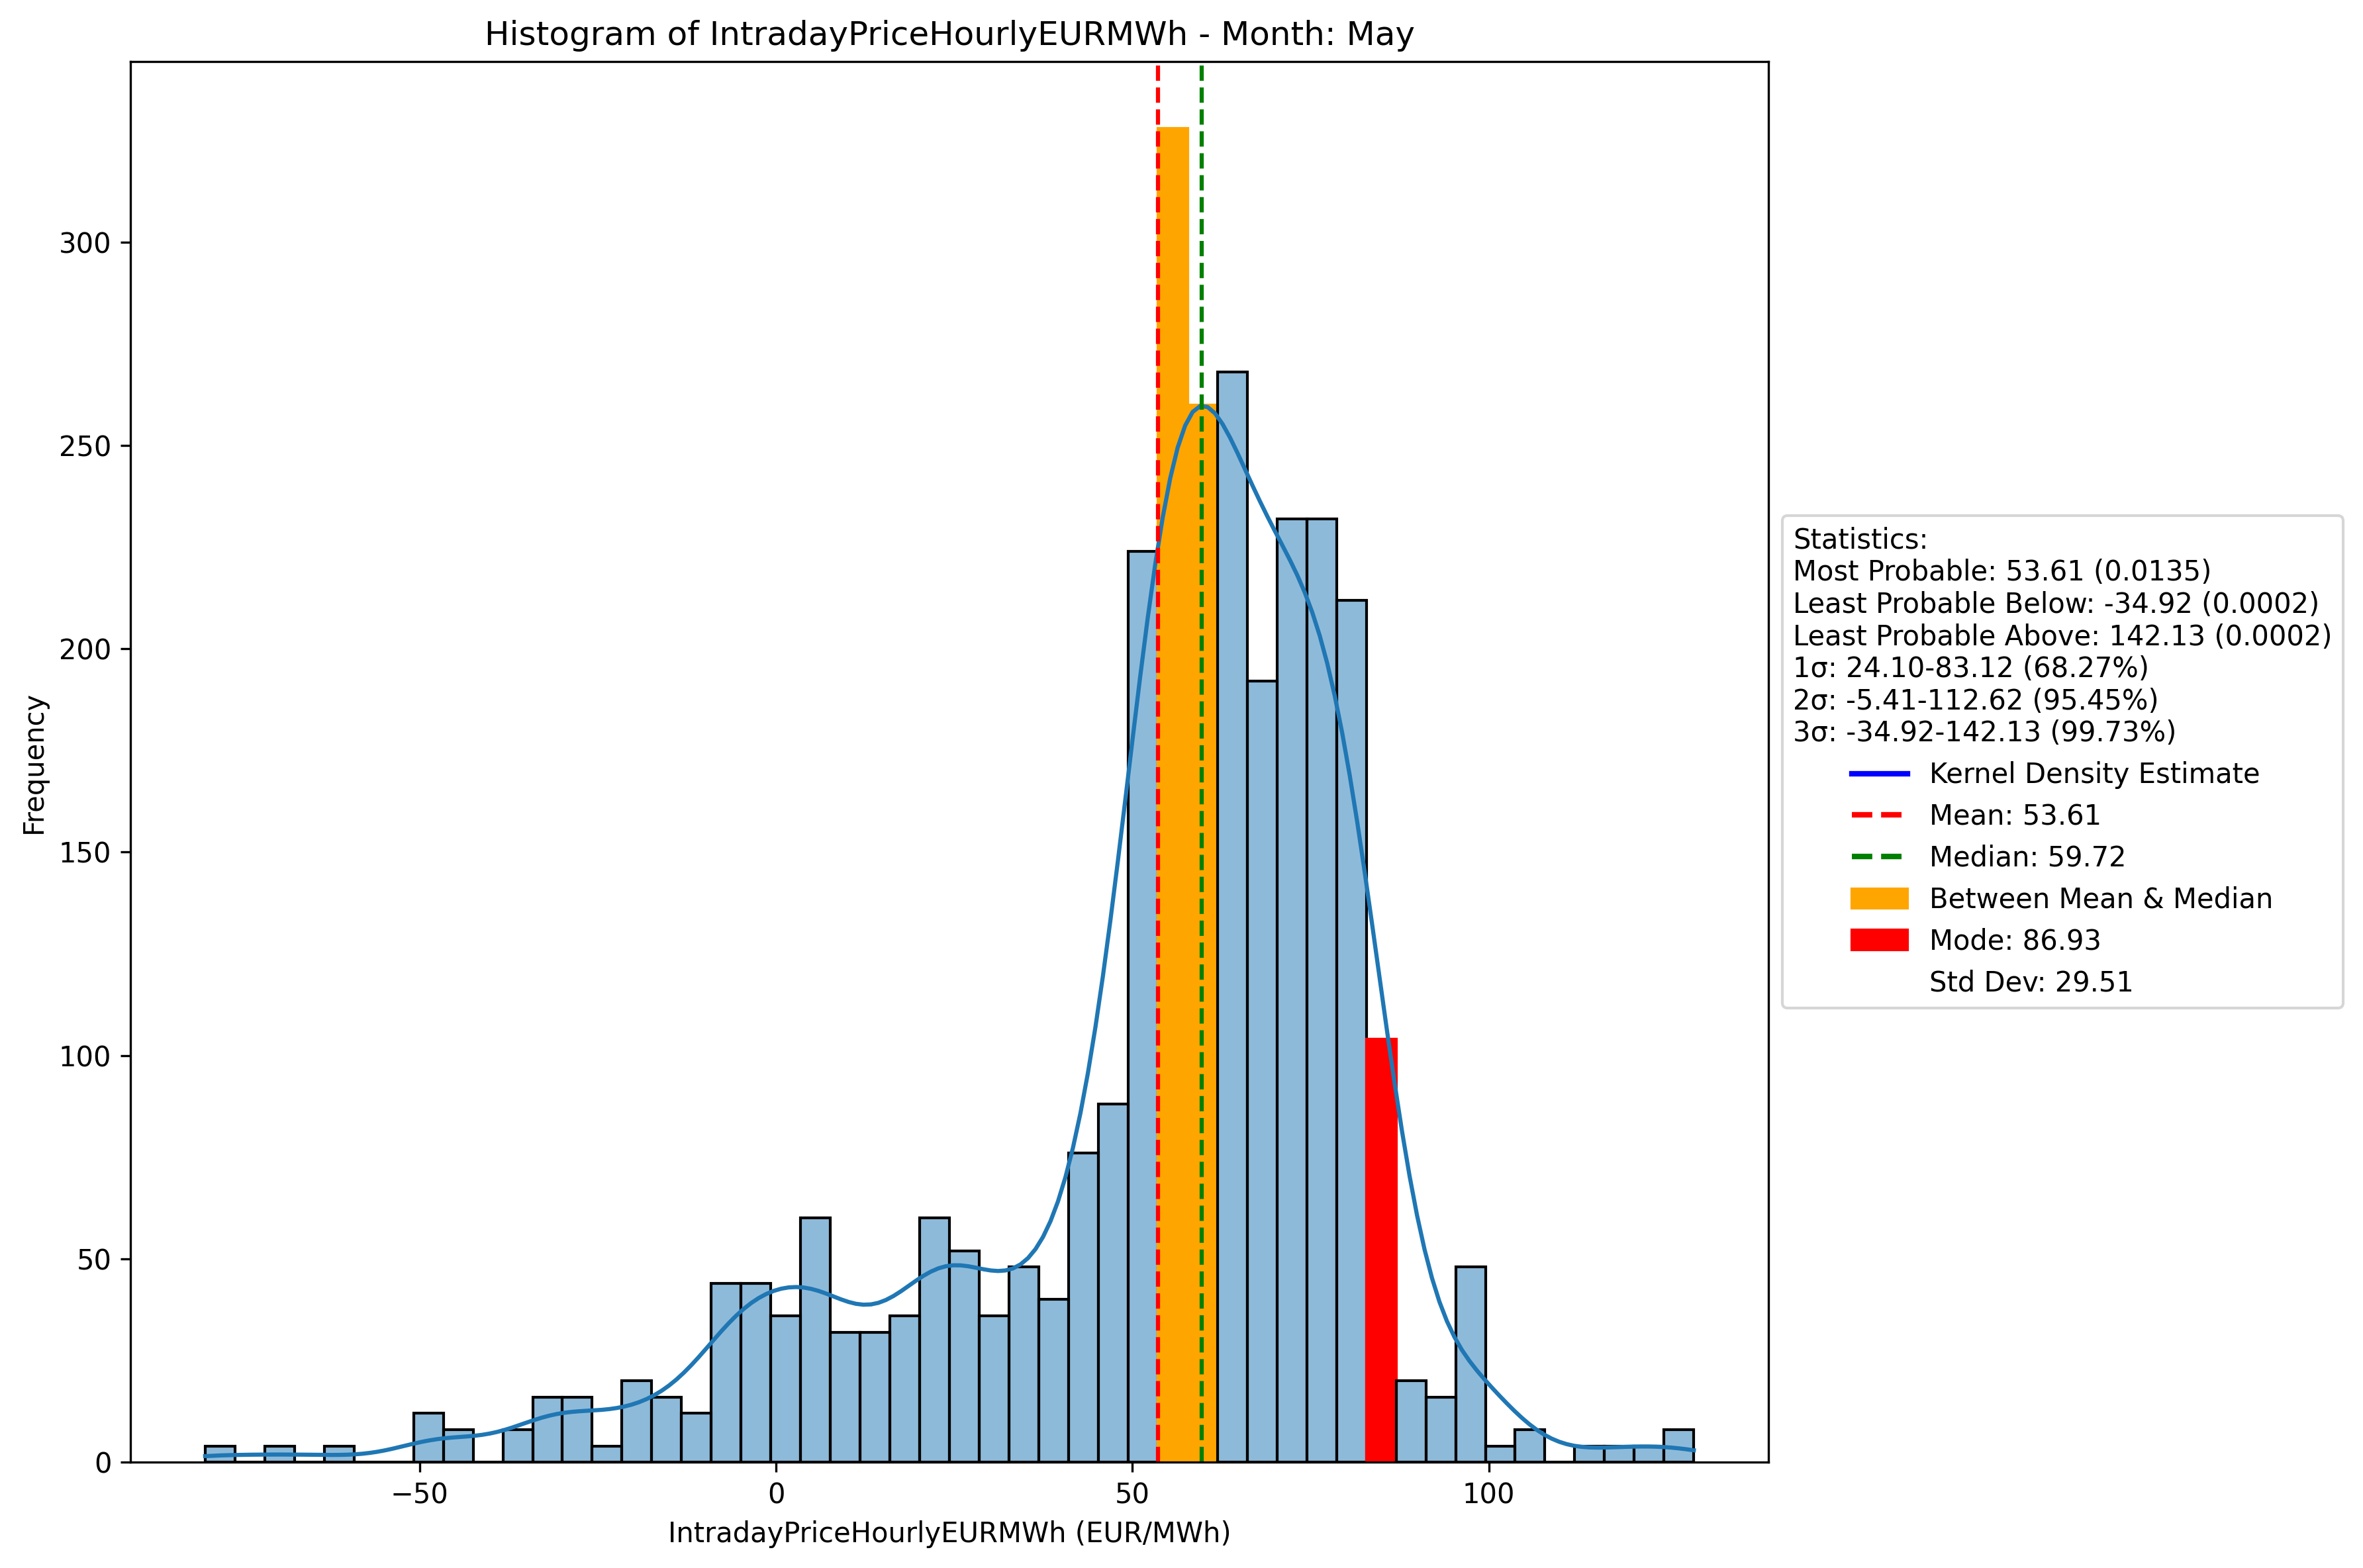 Histogram of IntradayPriceHourlyEURMWh - Month: May
Frequency
300
250
200
150
100
50
0
−50
0
50
100
IntradayPriceHourlyEURMWh (EUR/MWh)
Statistics:
Most Probable: 53.61 (0.0135)
Least Probable Below: -34.92 (0.0002)
Least Probable Above: 142.13 (0.0002)
1σ: 24.10-83.12 (68.27%)
2σ: -5.41-112.62 (95.45%)
3σ: -34.92-142.13 (99.73%)
Kernel Density Estimate
Mean: 53.61
Median: 59.72
Between Mean & Median
Mode: 86.93
Std Dev: 29.51